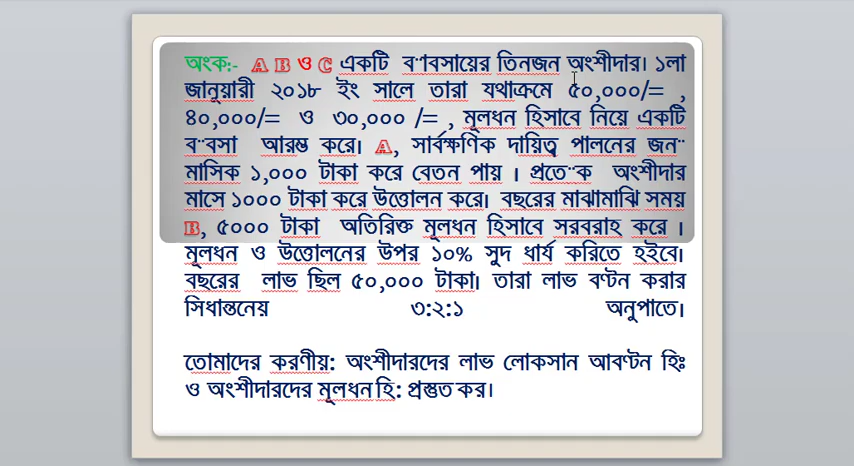 অংক:- A B ও C একটি ব¨াবসায়ের তিনজন অংশীদার। ১লা
জানুয়ারী ২০১৮ ইং সালে তারা যথাক্রমে ৫০,০০০/= ,
৪০,০০০/= ও ৩০,০০০ /= , মূলধন হিসাবে নিয়ে একটি
ব¨বসা আরম্ভ করে। A, সার্বক্ষণিক দায়িত্ব পালনের জন¨
মাসিক ১,০০০ টাকা করে বেতন পায় । প্রতে¨ক অংশীদার
মাসে ১০০০ টাকা করে উত্তোলন করে। বছরের মাঝামাঝি সময়
B, ৫০০০ টাকা অতিরিক্ত মূলধন হিসাবে সরবরাহ করে ।
মূলধন ও উত্তোলনের উপর ১০% সুদ ধার্য করিতে হইবে।
বছরের লাভ ছিল ৫০,০০০ টাকা। তারা লাভ বণ্টন করার
সিধান্তনেয় ৩:২:১ অনুপাতে।
তোমাদের করণীয়: অংশীদারদের লাভ লোকসান আবণ্টন হিঃ
ও অংশীদারদের মূলধন হি: প্রস্তুত কর।